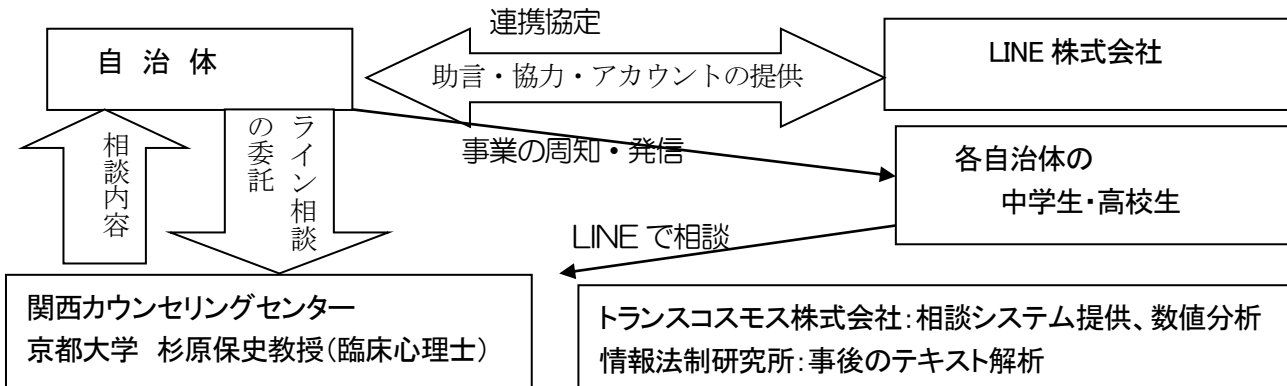 連携協定
自 治 体
助言・協力・アカウントの提供
LINE 株式会社
相談内容
ライン相談
の委託
事業の周知・発信
各自治体の
中学生・高校生
LINE で相談
関西カウンセリングセンター
京都大学 杉原保史教授(臨床心理士)
トランスコスモス株式会社:相談システム提供、数値分析
情報法制研究所:事後のテキスト解析